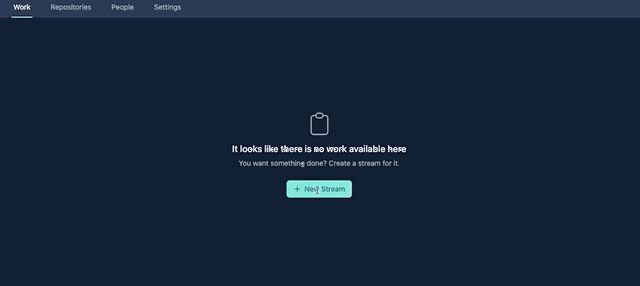 Work Repositories People Settings
It looks like there is no work available here
You want something done? Create a stream for it.
+ New Stream